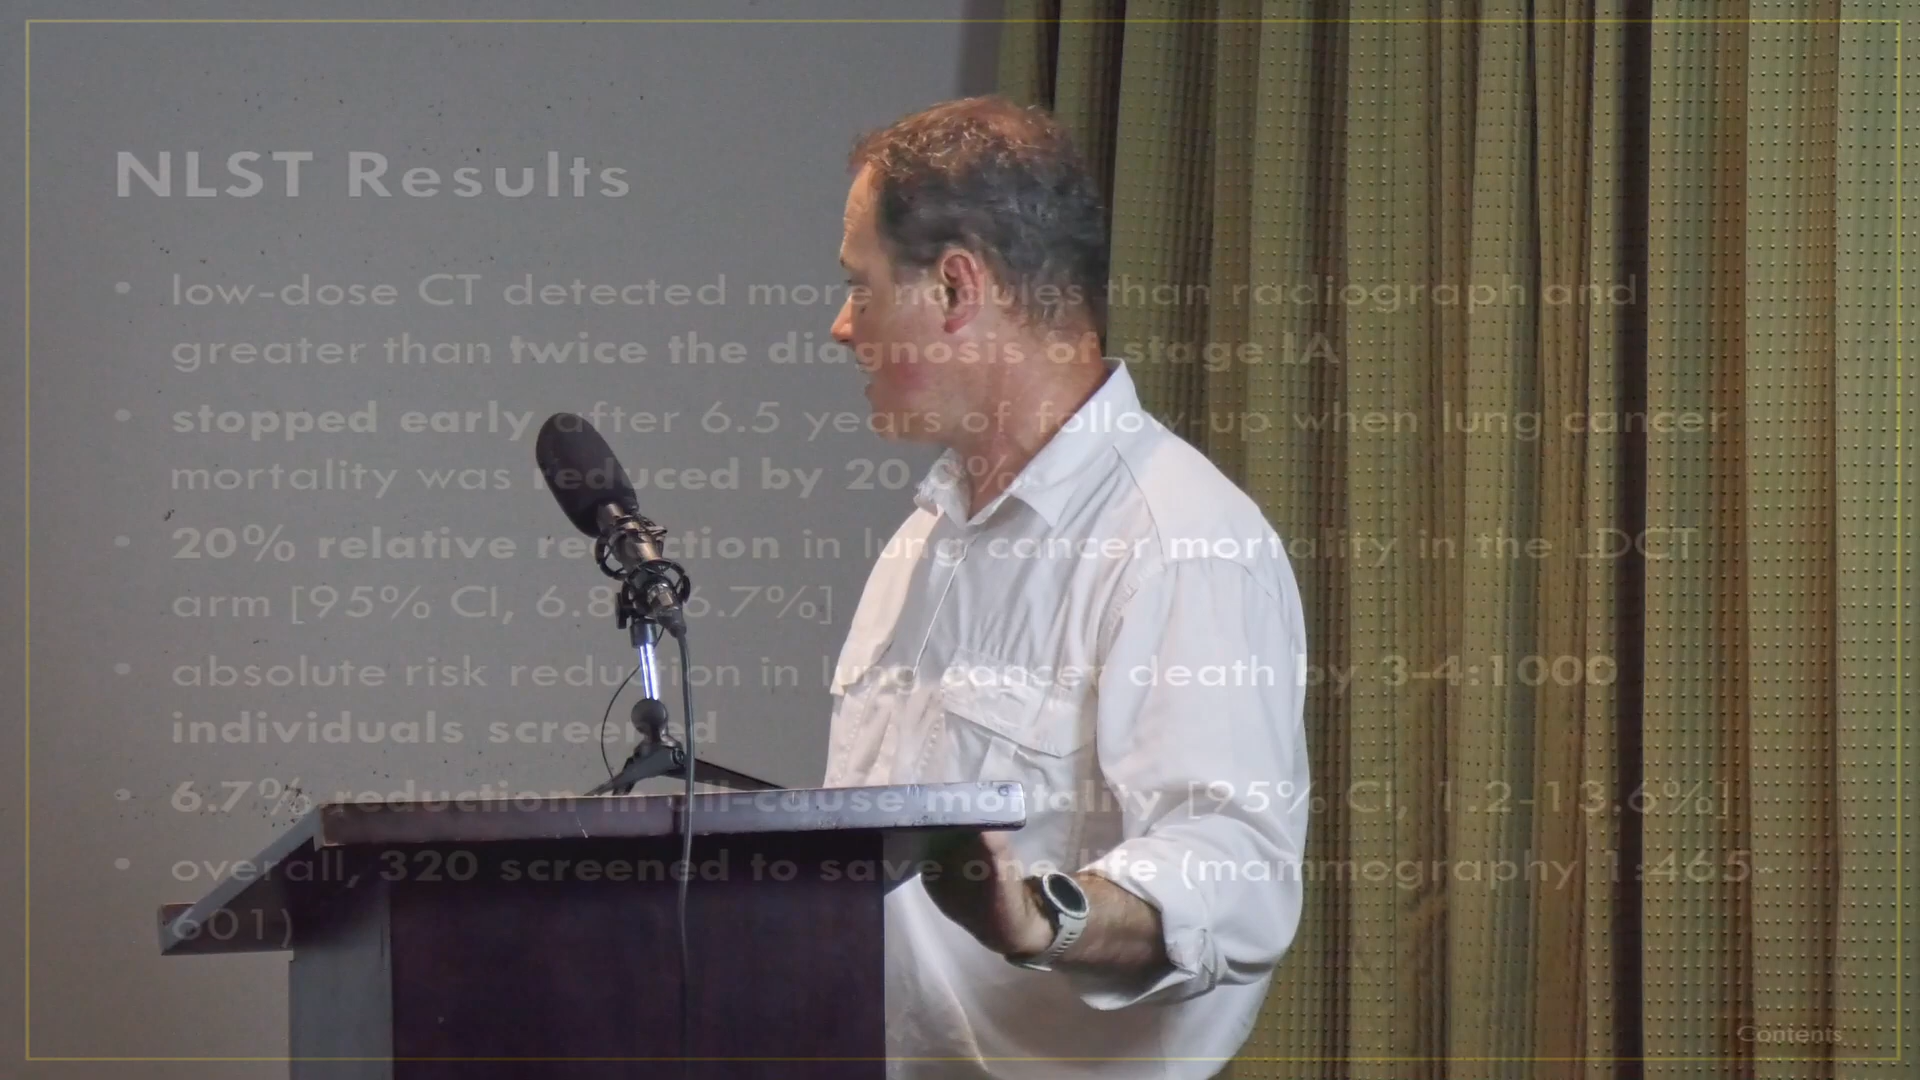 NLST Results
• low-dose CT detected more nodules than radiograph and
greater than twice the diagnosis of stage IA
• stopped early after 6.5 years of follow-up when lung cancer
mortality was reduced by 20.0%
• 20% relative reduction in lung cancer mortality in the LDCT
arm [95% CI, 6.8 6.7%]
• absolute risk reduction in lung cancer death by 3-4:1000
individuals screened
• 6.7% reduction in all-cause mortality [95% CI, 1.2-13.6%]
• overall, 320 screened to save one life (mammography 1:465-
601)
Contents